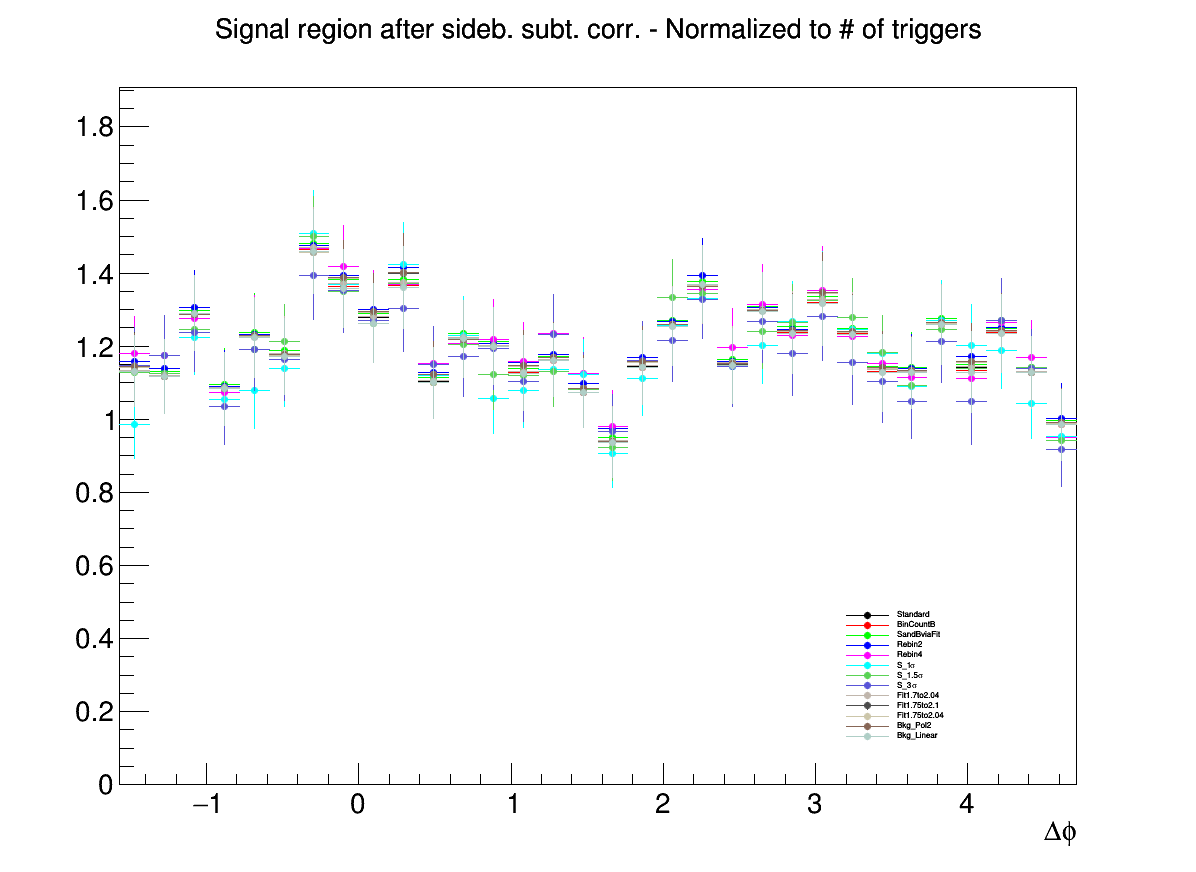 Signal region after sideb. subt. corr. - Normalized to # of triggers
1.8
1.6
1.4
1.2
1
0.8
0.6
0.4
0.2
0
−1 0 1 2 3 4
Δϕ
Standard
BinCountB
SandBviaFit
Rebin2
Rebin4
S_1σ
S_1.5σ
S_3σ
Fit1.7to2.04
Fit1.75to2.1
Fit1.75to2.04
Bkg_Pol2
Bkg_Linear